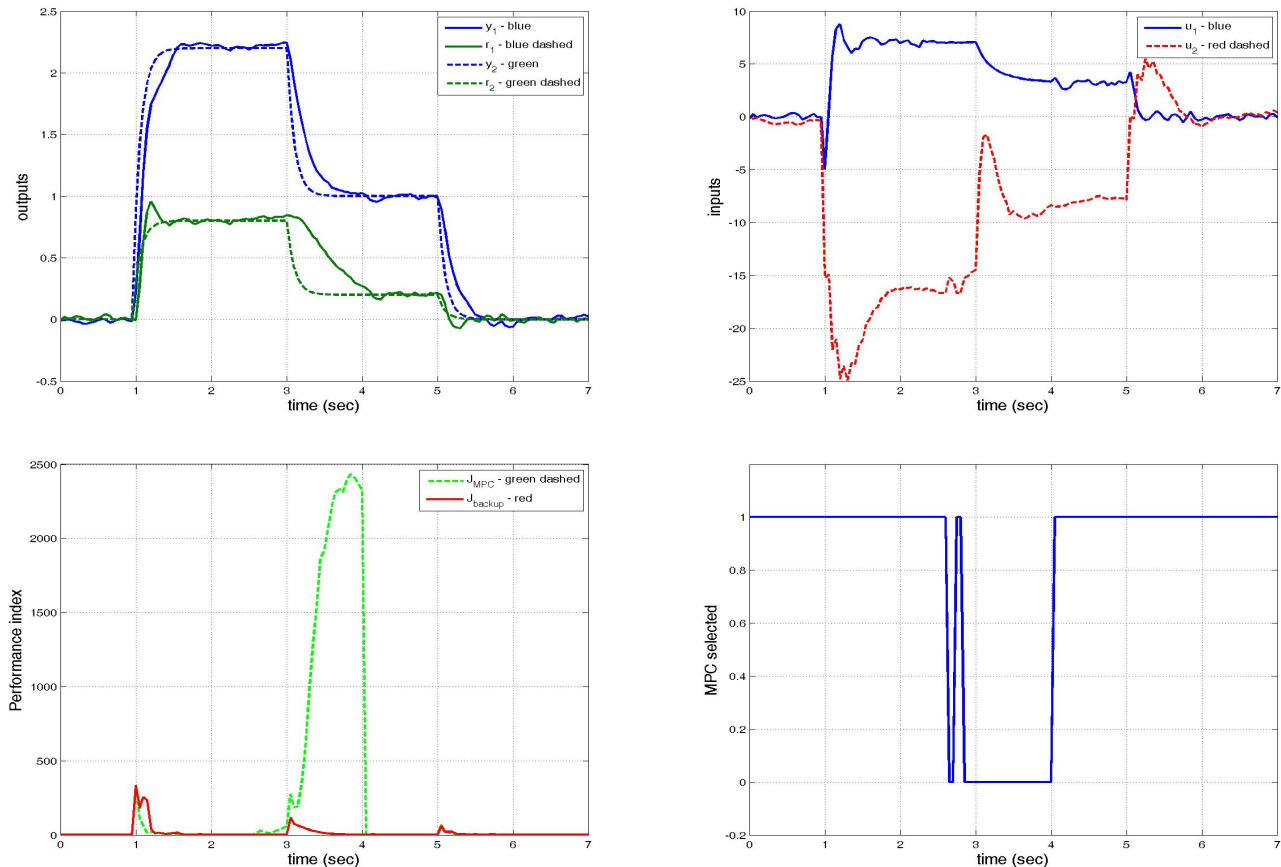 2.5
2
1.5
1
0.5
0
-0.5
outputs
0 1 2 3 4 5 6 7
time (sec)
y1 - blue
r1 - blue dashed
y2 - green
r2 - green dashed
10
5
0
-5
-10
-15
-20
-25
inputs
0 1 2 3 4 5 6 7
time (sec)
u1 - blue
u2 - red dashed
2500
2000
1500
1000
500
0
Performance index
0 1 2 3 4 5 6 7
time (sec)
JMPC - green dashed
Jbackup - red
1
0.8
0.6
0.4
0.2
0
-0.2
MPC selected
0 1 2 3 4 5 6 7
time (sec)